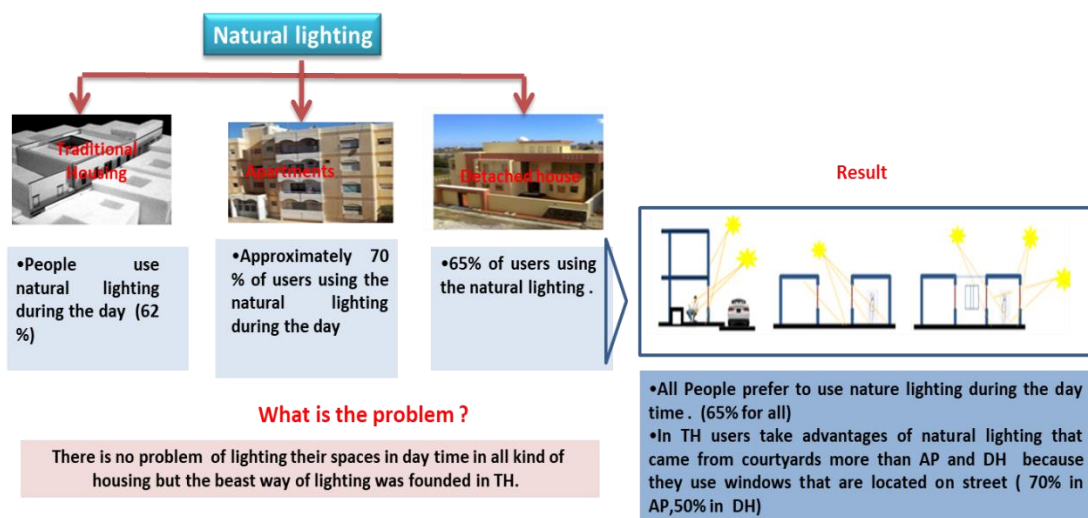 Natural lighting
Traditional
Housing
Apartments
Detached house
•People use
natural lighting
during the day (62
%)
•Approximately 70
% of users using the
natural lighting
during the day
•65% of users using
the natural lighting .
Result
•All People prefer to use nature lighting during the day
time . (65% for all)
•In TH users take advantages of natural lighting that
came from courtyards more than AP and DH because
they use windows that are located on street ( 70% in
AP,50% in DH)
What is the problem ?
There is no problem of lighting their spaces in day time in all kind of
housing but the beast way of lighting was founded in TH.